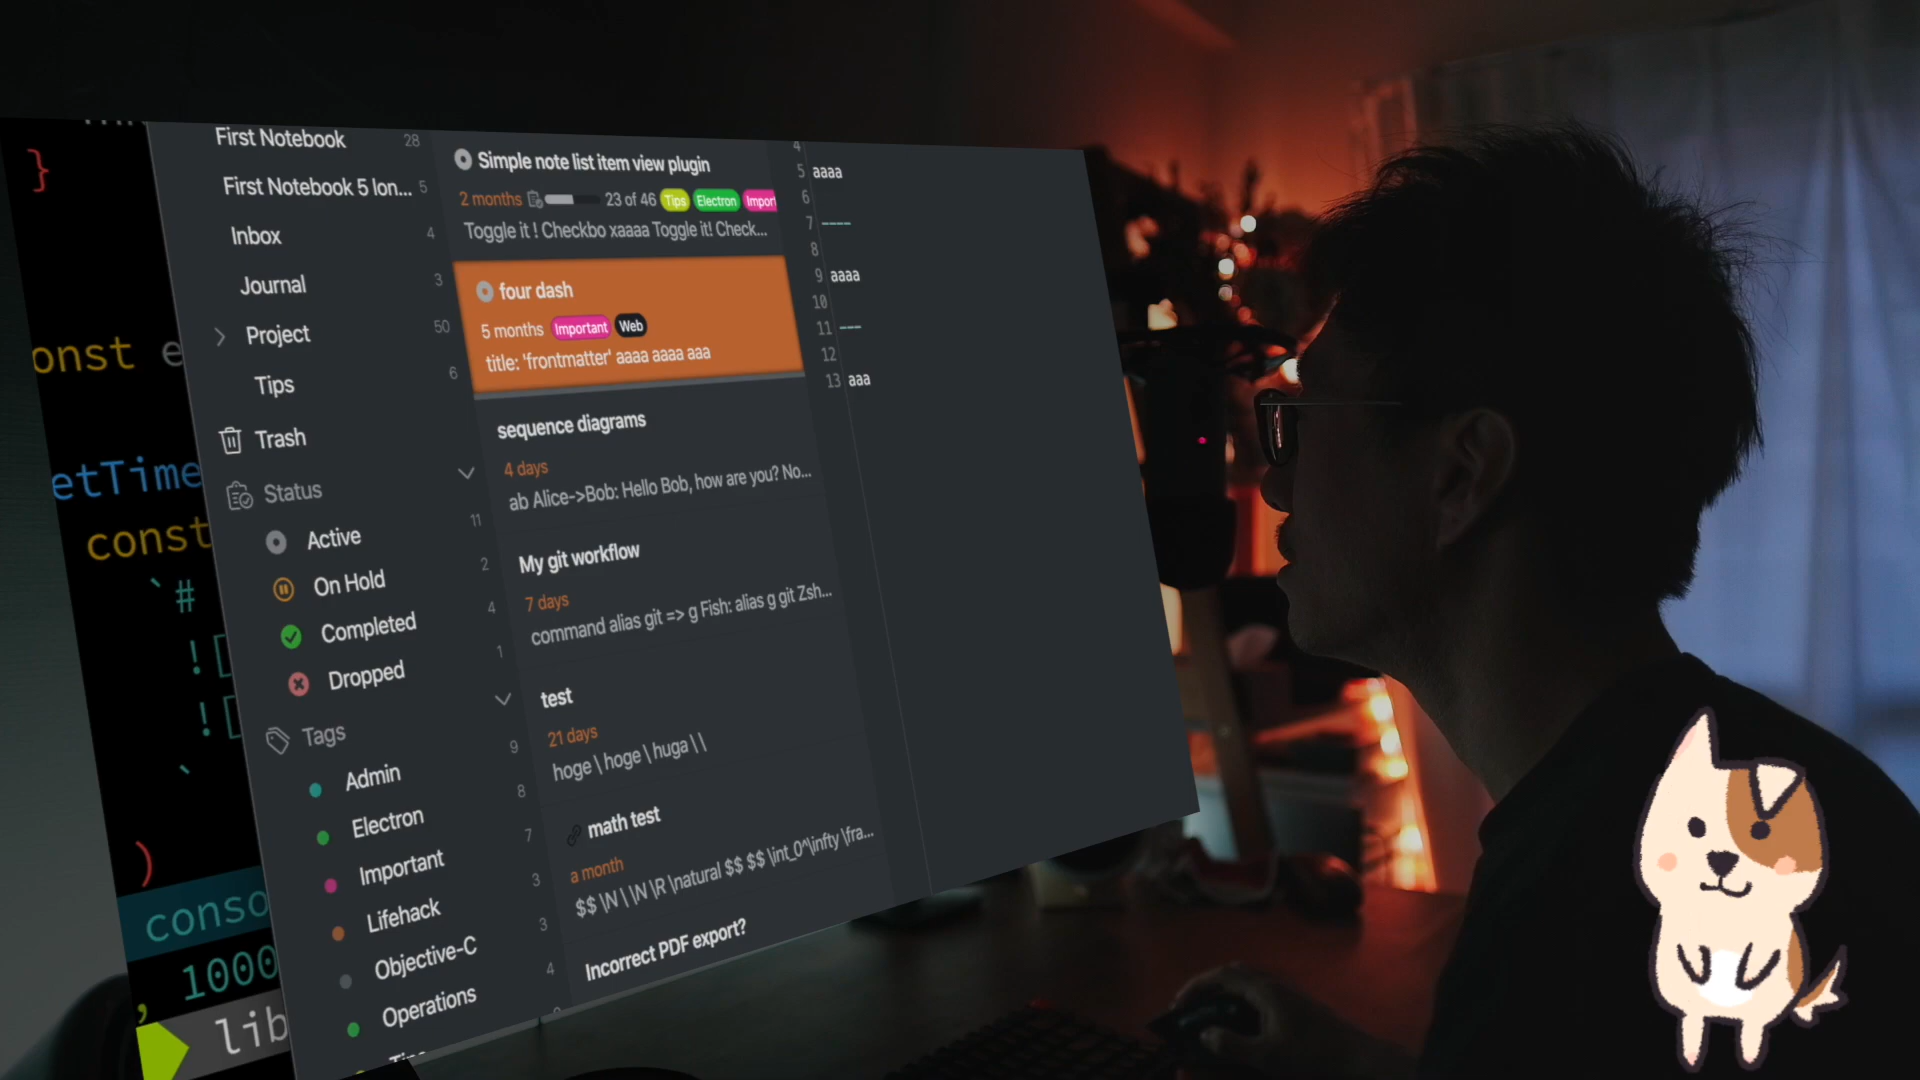 }
onst e
etTime
const
`#
![
![
`
)
conso
, 1000
lib
First Notebook 28
First Notebook 5 lon... 5
Inbox 4
Journal 3
Project 50
Tips 6
Trash
Status
Active 11
On Hold 2
Completed 4
Dropped 1
Tags
Admin 9
Electron 8
Important 7
Lifehack 3
Objective-C 3
Operations 4
Simple note list item view plugin
2 months 23 of 46 Tips Electron Impor
Toggle it ! Checkbo xaaaa Toggle it! Check...
four dash
5 months Important Web
title: 'frontmatter' aaaa aaaa aaa
sequence diagrams
4 days
ab Alice->Bob: Hello Bob, how are you? No...
My git workflow
7 days
command alias git => g Fish: alias g git Zsh...
test
21 days
hoge \ hoge \ huga \ \
math test
a month
$$ \N \ \N \R \natural $$ $$ \int_0^\infty \fra...
Incorrect PDF export?
4
5 aaaa
6
7 ----
8
9 aaaa
10
11 ---
12
13 aaa